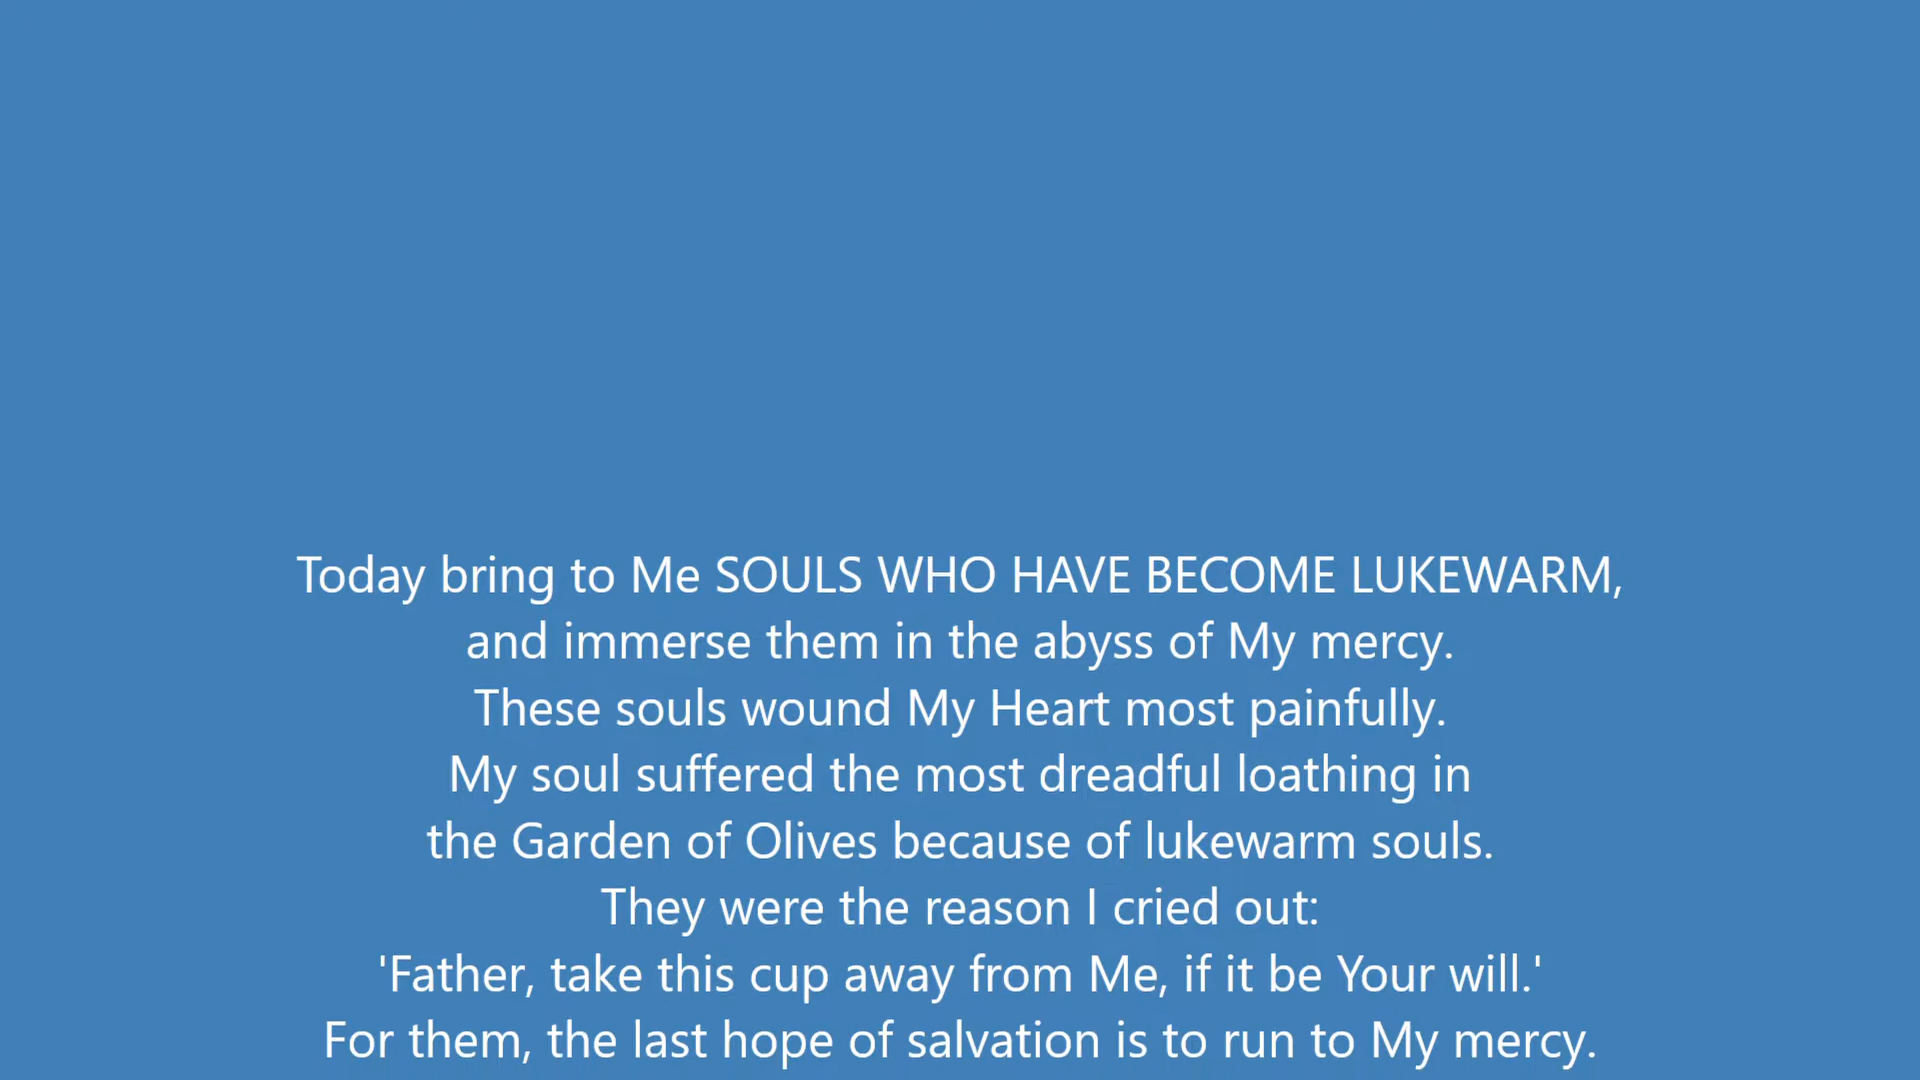 Today bring to Me SOULS WHO HAVE BECOME LUKEWARM,
and immerse them in the abyss of My mercy.
These souls wound My Heart most painfully.
My soul suffered the most dreadful loathing in
the Garden of Olives because of lukewarm souls.
They were the reason I cried out:
'Father, take this cup away from Me, if it be Your will.'
For them, the last hope of salvation is to run to My mercy.